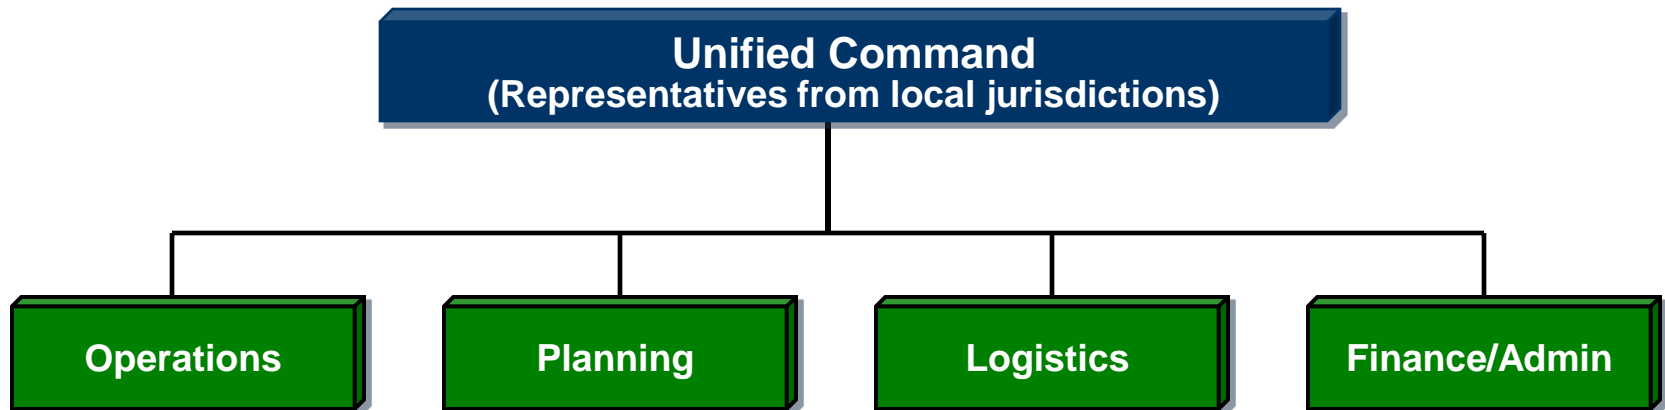 Unified Command
(Representatives from local jurisdictions)
Operations
Planning
Logistics
Finance/Admin